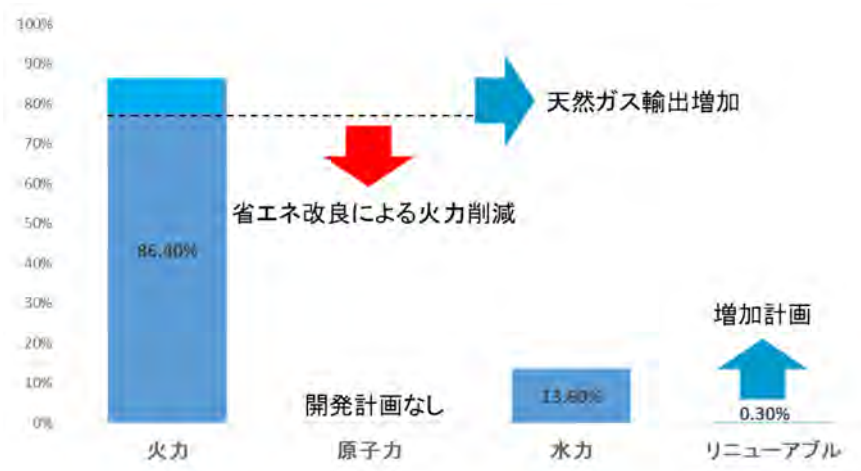 100%
90%
80%
70%
60%
50%
40%
30%
20%
10%
0%
天然ガス輸出増加
省エネ改良による火力削減
86.40%
増加計画
開発計画なし
13.60%
0.30%
火力
原子力
水力
リニューアブル